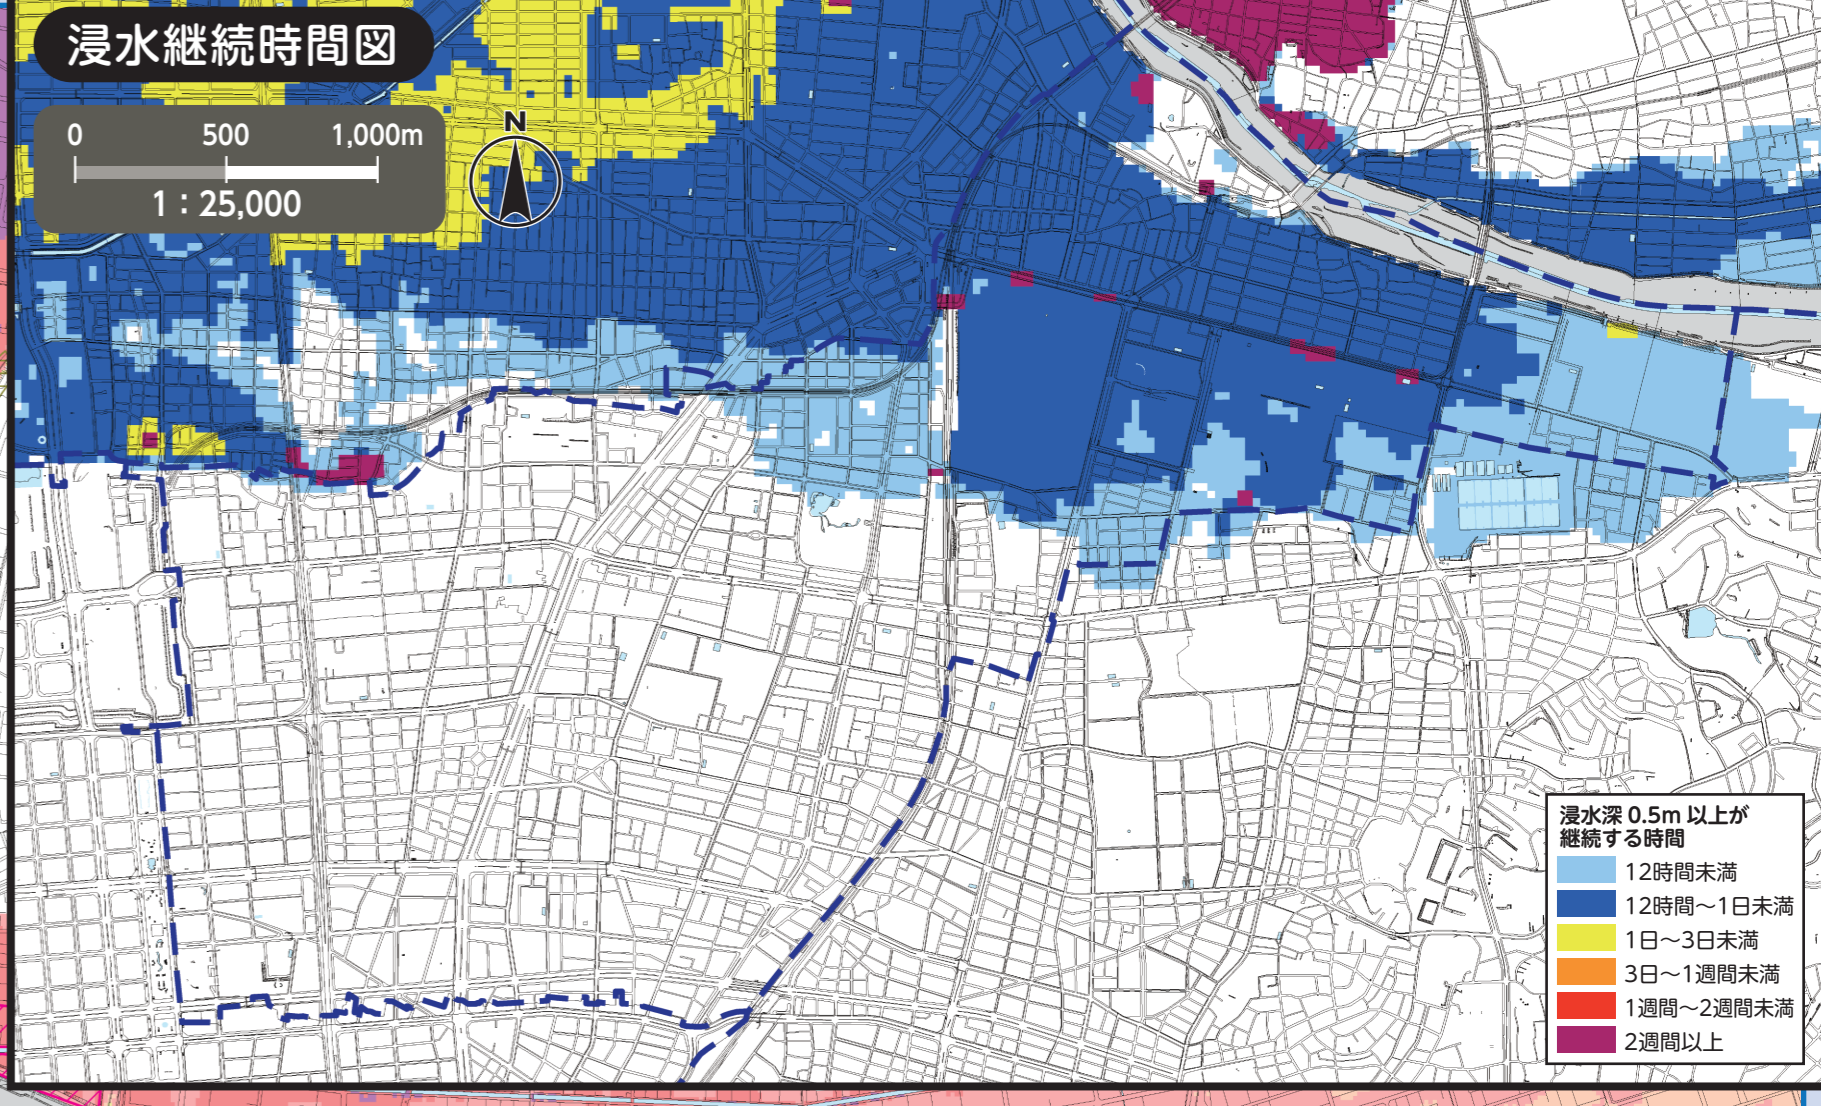 浸水継続時間図
0 500 1,000m
1：25,000
N
浸水深 0.5m 以上が
継続する時間
12時間未満
12時間～1日未満
1日～3日未満
3日～1週間未満
1週間～2週間未満
2週間以上